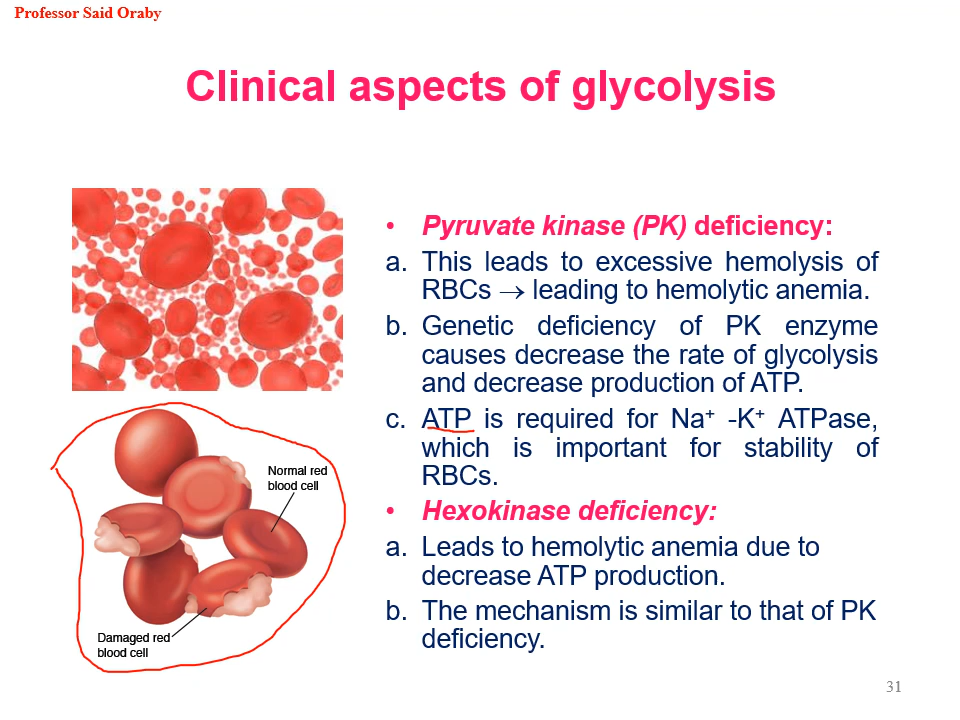 Professor Said Oraby
Clinical aspects of glycolysis
• Pyruvate kinase (PK) deficiency:
a. This leads to excessive hemolysis of
RBCs → leading to hemolytic anemia.
b. Genetic deficiency of PK enzyme
causes decrease the rate of glycolysis
and decrease production of ATP.
c. ATP is required for Na⁺ -K⁺ ATPase,
which is important for stability of
RBCs.
• Hexokinase deficiency:
a. Leads to hemolytic anemia due to
decrease ATP production.
b. The mechanism is similar to that of PK
deficiency.
Normal red
blood cell
Damaged red
blood cell
31